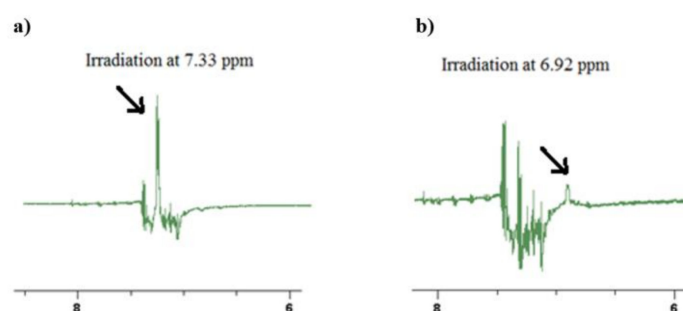 a)
Irradiation at 7.33 ppm
8
6
b)
Irradiation at 6.92 ppm
8
6